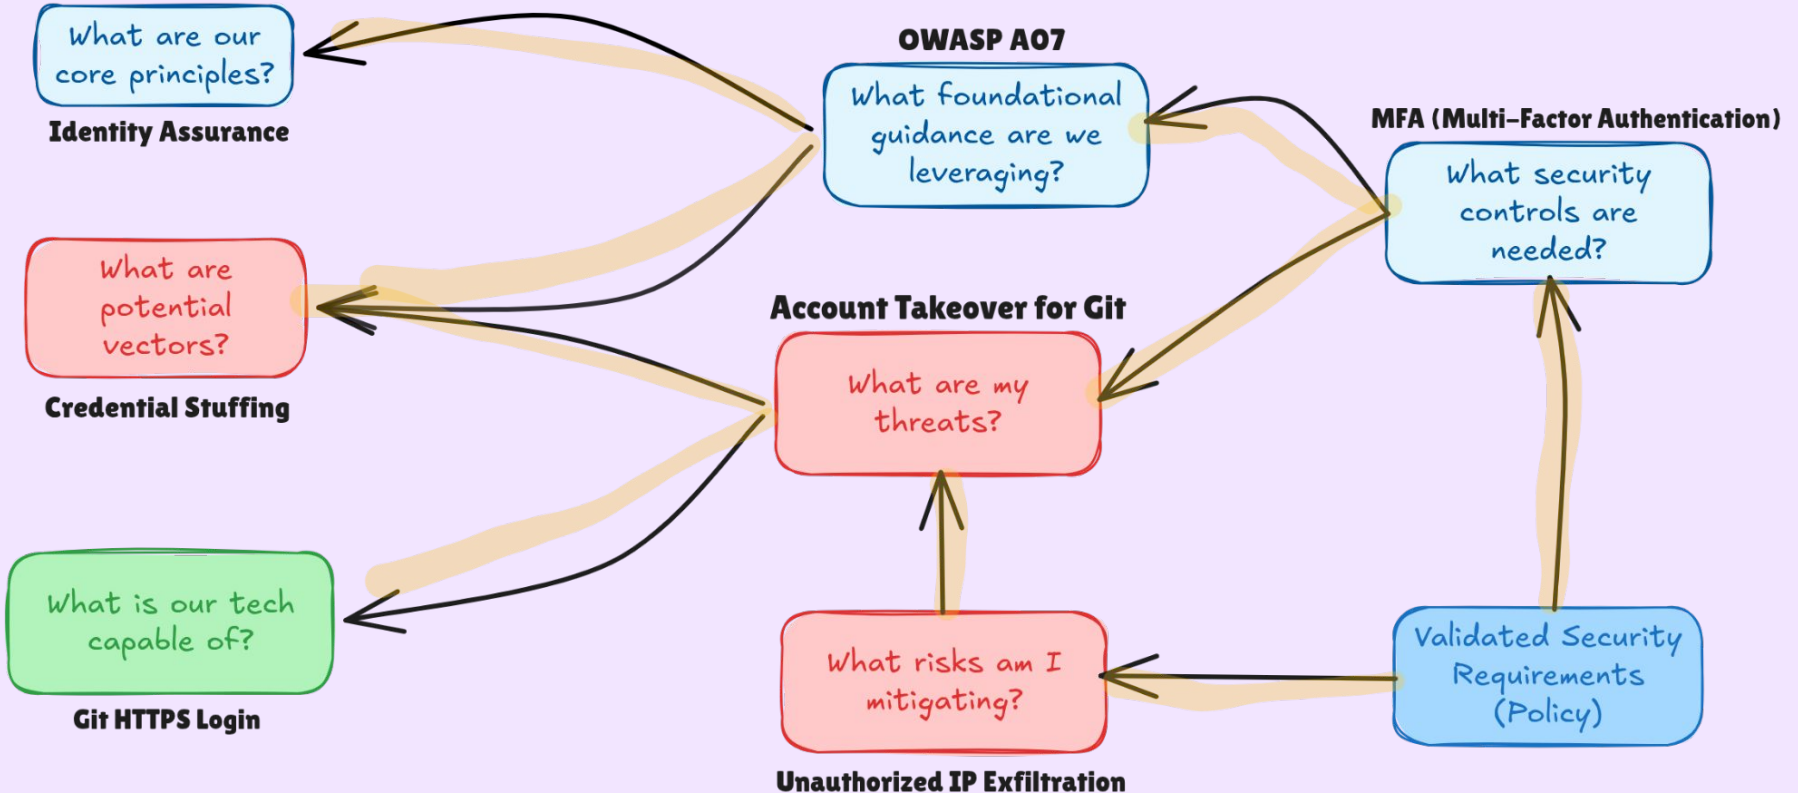 What are our
core principles?
Identity Assurance
OWASP A07
What foundational
guidance are we
leveraging?
MFA (Multi-Factor Authentication)
What security
controls are
needed?
What are
potential
vectors?
Credential Stuffing
Account Takeover for Git
What are my
threats?
What is our tech
capable of?
Git HTTPS Login
What risks am I
mitigating?
Unauthorized IP Exfiltration
Validated Security
Requirements
(Policy)